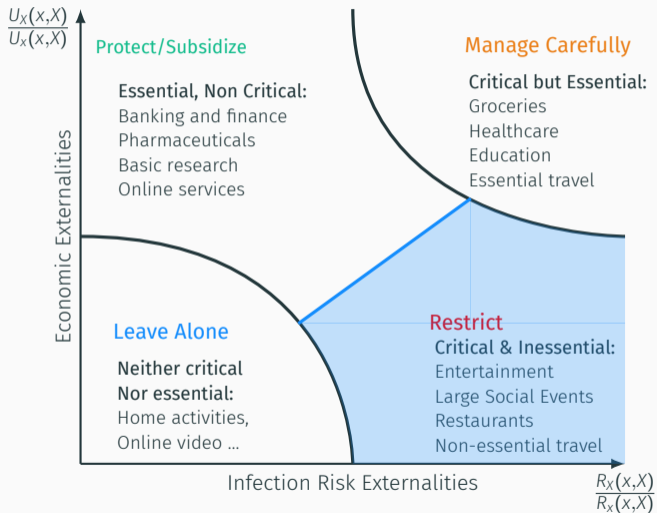 U_X(x,X)
U_x(x,X)
Protect/Subsidize
Essential, Non Critical:
Banking and finance
Pharmaceuticals
Basic research
Online services
Manage Carefully
Critical but Essential:
Groceries
Healthcare
Education
Essential travel
Economic Externalities
Leave Alone
Neither critical
Nor essential:
Home activities,
Online video ...
Restrict
Critical & Inessential:
Entertainment
Large Social Events
Restaurants
Non-essential travel
Infection Risk Externalities
R_X(x,X)
R_x(x,X)